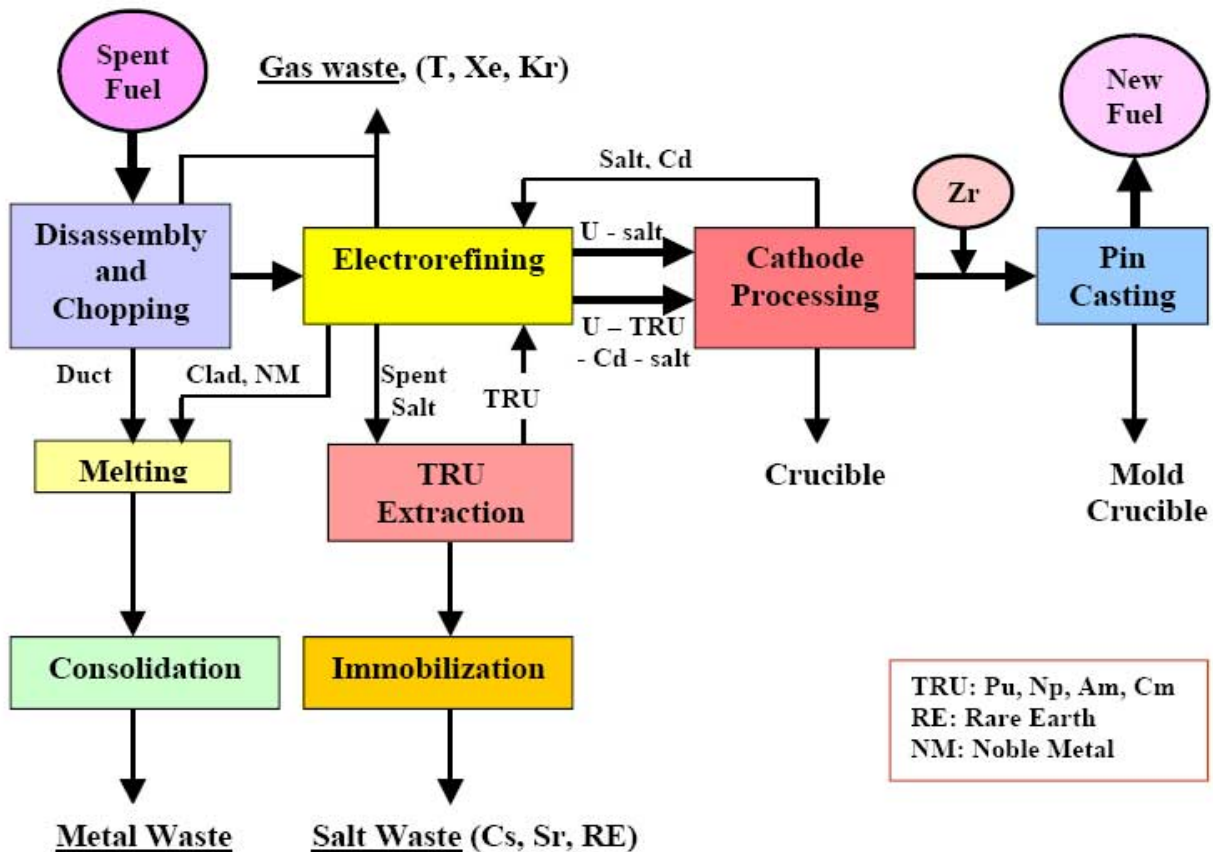 Spent
Fuel
Gas waste, (T, Xe, Kr)
New
Fuel
Salt, Cd
Zr
Disassembly
and
Chopping
Electrorefining
U - salt
U – TRU
- Cd - salt
Cathode
Processing
Pin
Casting
Duct
Clad, NM
Spent
Salt
TRU
Melting
TRU
Extraction
Crucible
Mold
Crucible
Consolidation
Immobilization
TRU: Pu, Np, Am, Cm
RE: Rare Earth
NM: Noble Metal
Metal Waste
Salt Waste (Cs, Sr, RE)